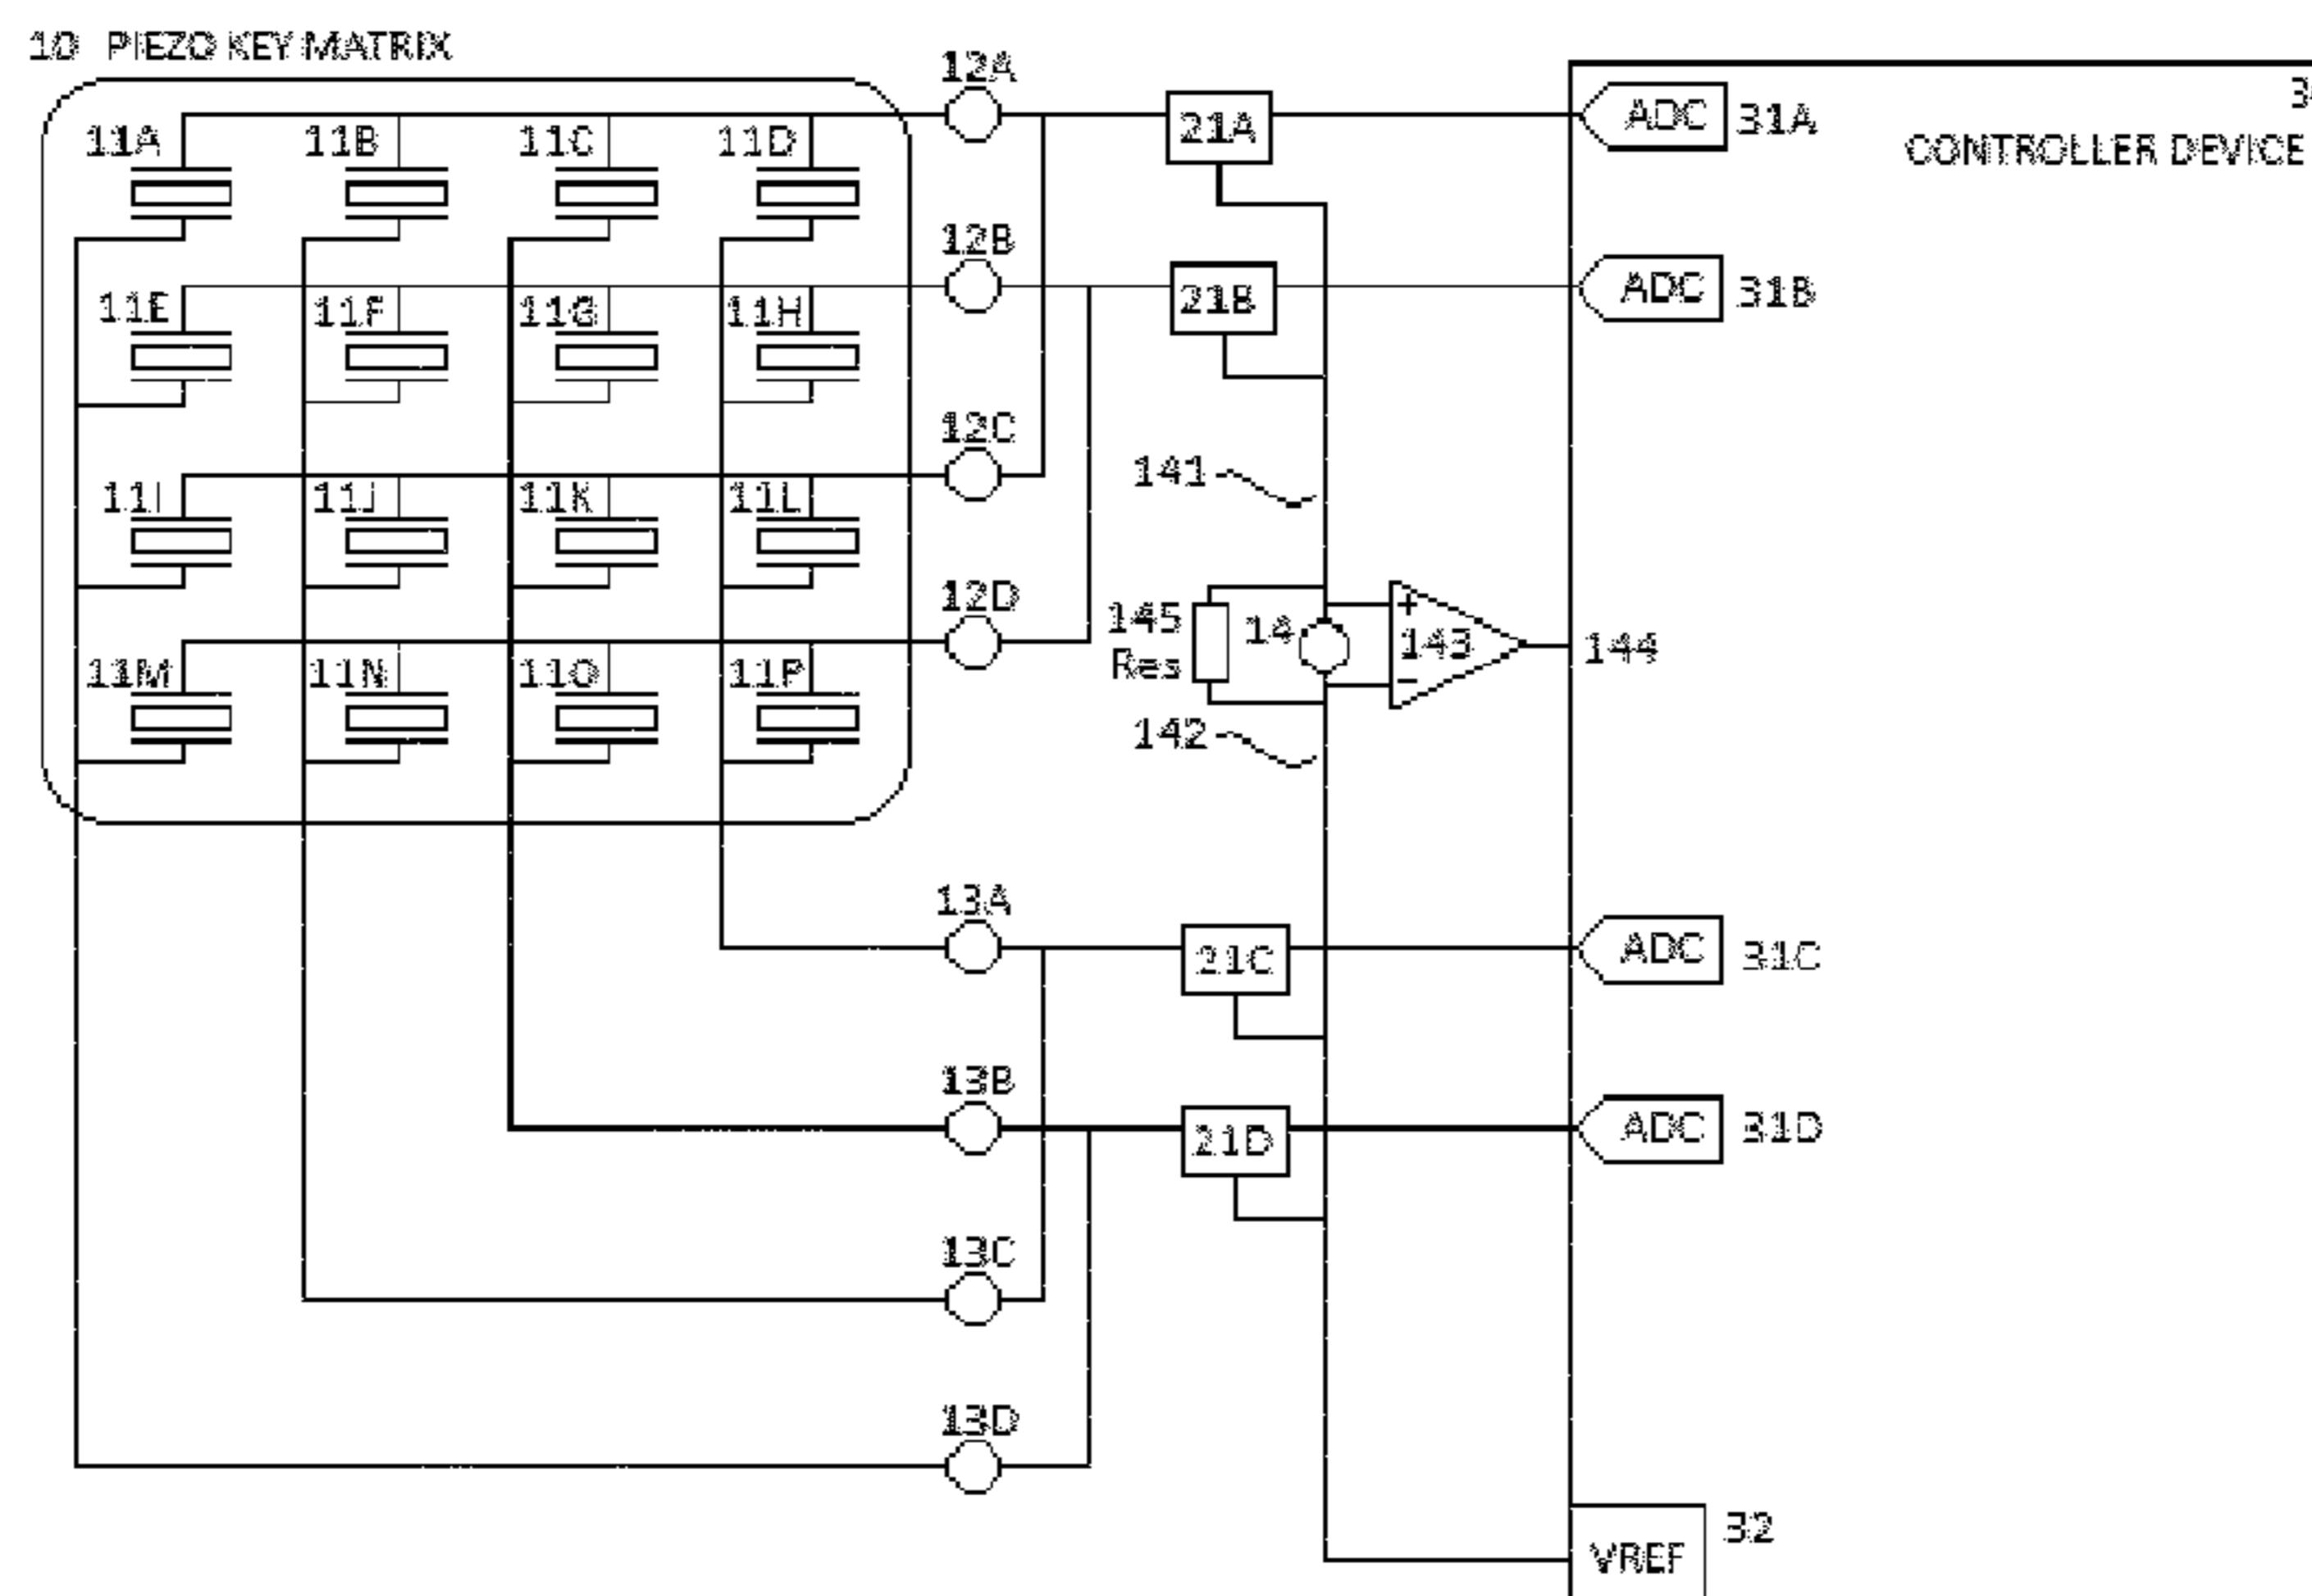 10 PIEZO KEY MATRIX
12A
11A 11B 11C 11D
21A
ADC 31A
CONTROLLER DEVICE
12B
11E 11F 11G 11H
21B
ADC 31B
12C
141
11I 11J 11K 11L
12D
145 Res
14
+
143
-
144
11M 11N 11O 11P
142
13A
21C
ADC 31C
13B
21D
ADC 31D
13C
13D
32
VREF